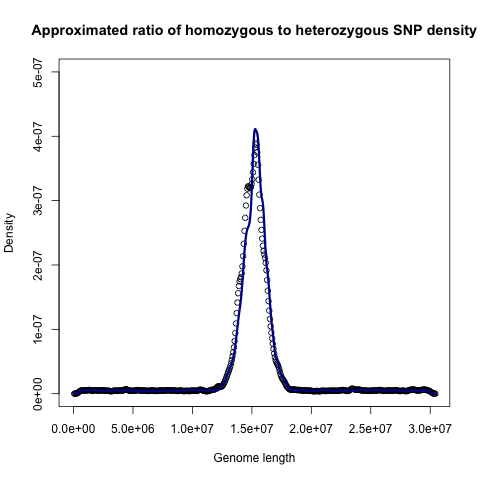 Approximated ratio of homozygous to heterozygous SNP density
5e-07
4e-07
3e-07
2e-07
1e-07
0e+00
Density
0.0e+00 5.0e+06 1.0e+07 1.5e+07 2.0e+07 2.5e+07 3.0e+07
Genome length